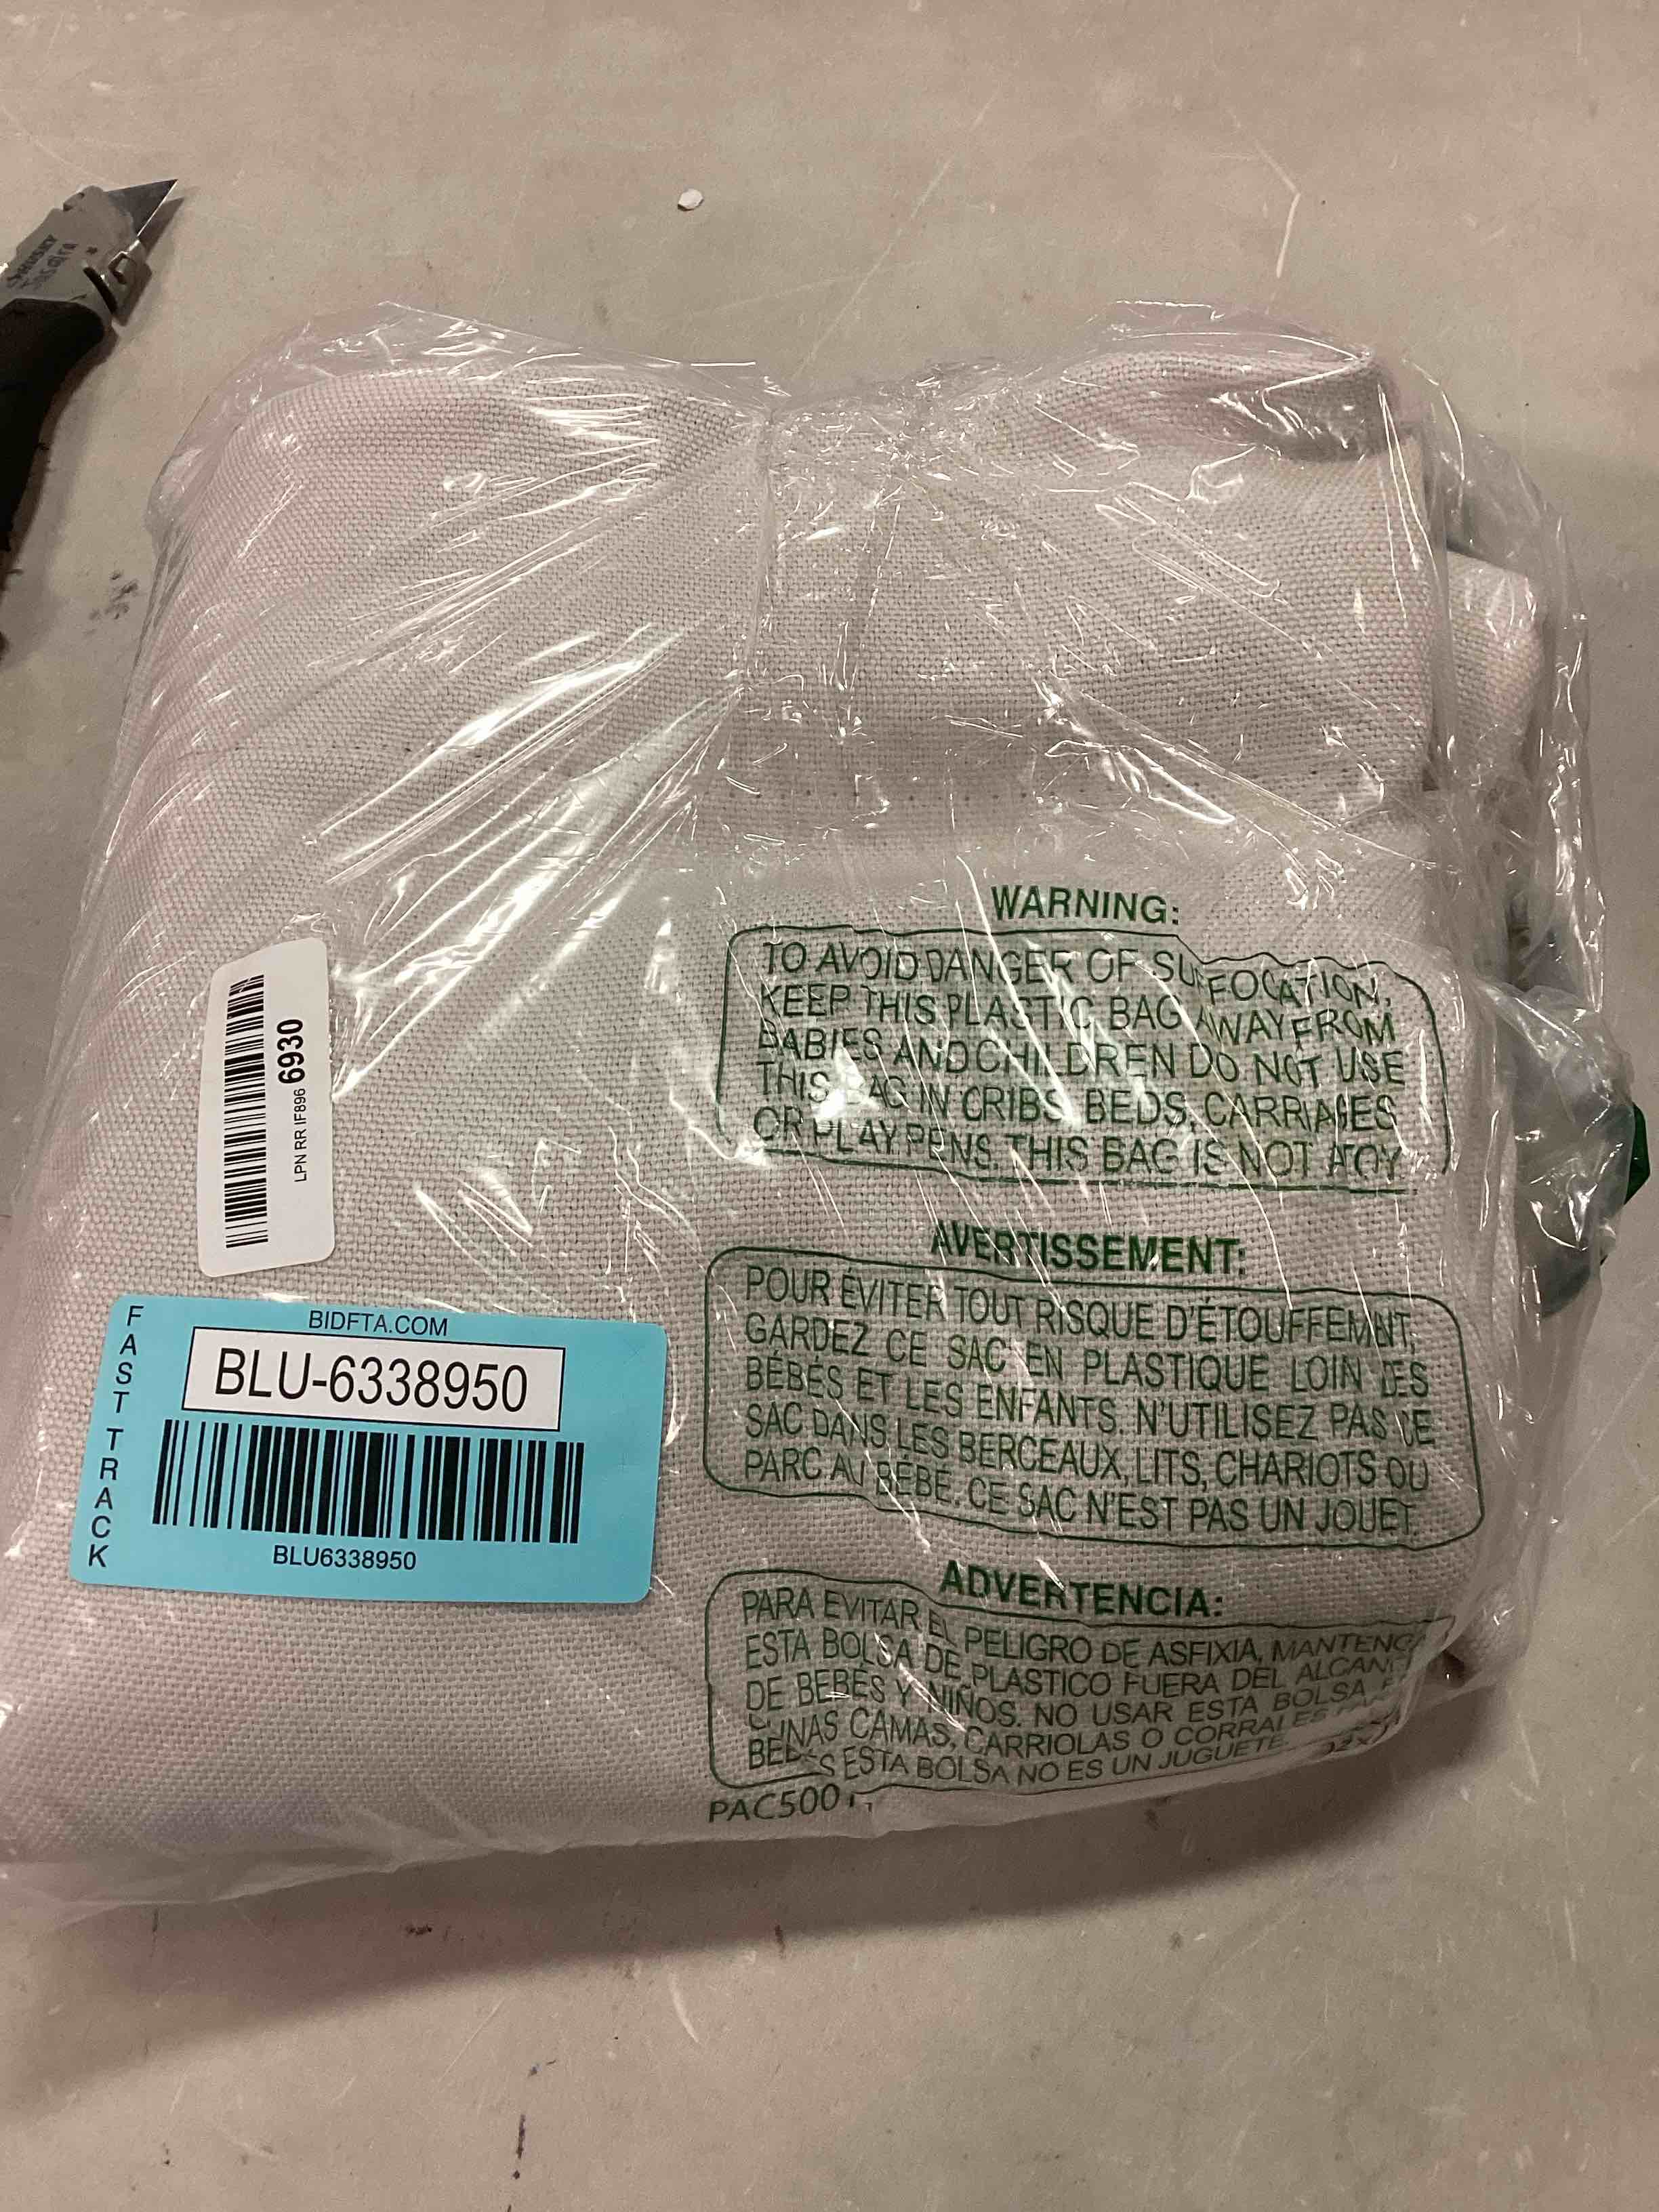 WARNING:
TO AVOID DANGER OF SUFFOCATION,
KEEP THIS PLASTIC BAG AWAY FROM
BABIES AND CHILDREN DO NOT USE
THIS BAG IN CRIBS, BEDS, CARRIAGES
OR PLAY PENS. THIS BAG IS NOT A TOY
LPN RR IF896 6930
AVERTISSEMENT:
POUR ÉVITER TOUT RISQUE D'ÉTOUFFEMNT,
GARDEZ CE SAC EN PLASTIQUE LOIN DES
BÉBÉS ET LES ENFANTS. N'UTILISEZ PAS CE
SAC DANS LES BERCEAUX, LITS, CHARIOTS OU
PARC AU BÉBÉ. CE SAC N'EST PAS UN JOUET.
FAST TRACK
BIDFTA.COM
BLU-6338950
BLU6338950
ADVERTENCIA:
PARA EVITAR EL PELIGRO DE ASFIXIA, MANTENGA
ESTA BOLSA DE PLASTICO FUERA DEL
DE BEBÉS Y NIÑOS. NO USAR ESTA BOLSA
CUNAS CAMAS, CARRIOLAS O CORRALES
ESTA BOLSA NO ES UN JUGUETE
PAC500